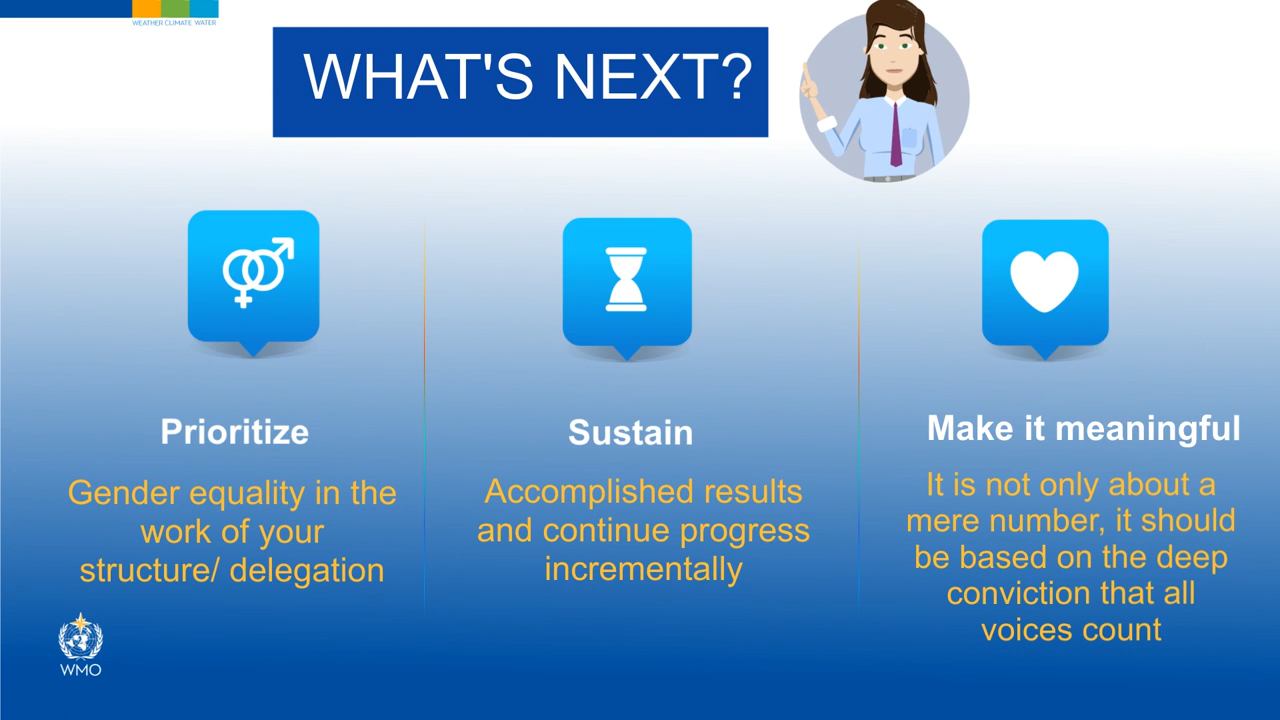 WEATHER CLIMATE WATER
WHAT'S NEXT?
Prioritize
Gender equality in the
work of your
structure/ delegation
Sustain
Accomplished results
and continue progress
incrementally
Make it meaningful
It is not only about a
mere number, it should
be based on the deep
conviction that all
voices count
WMO